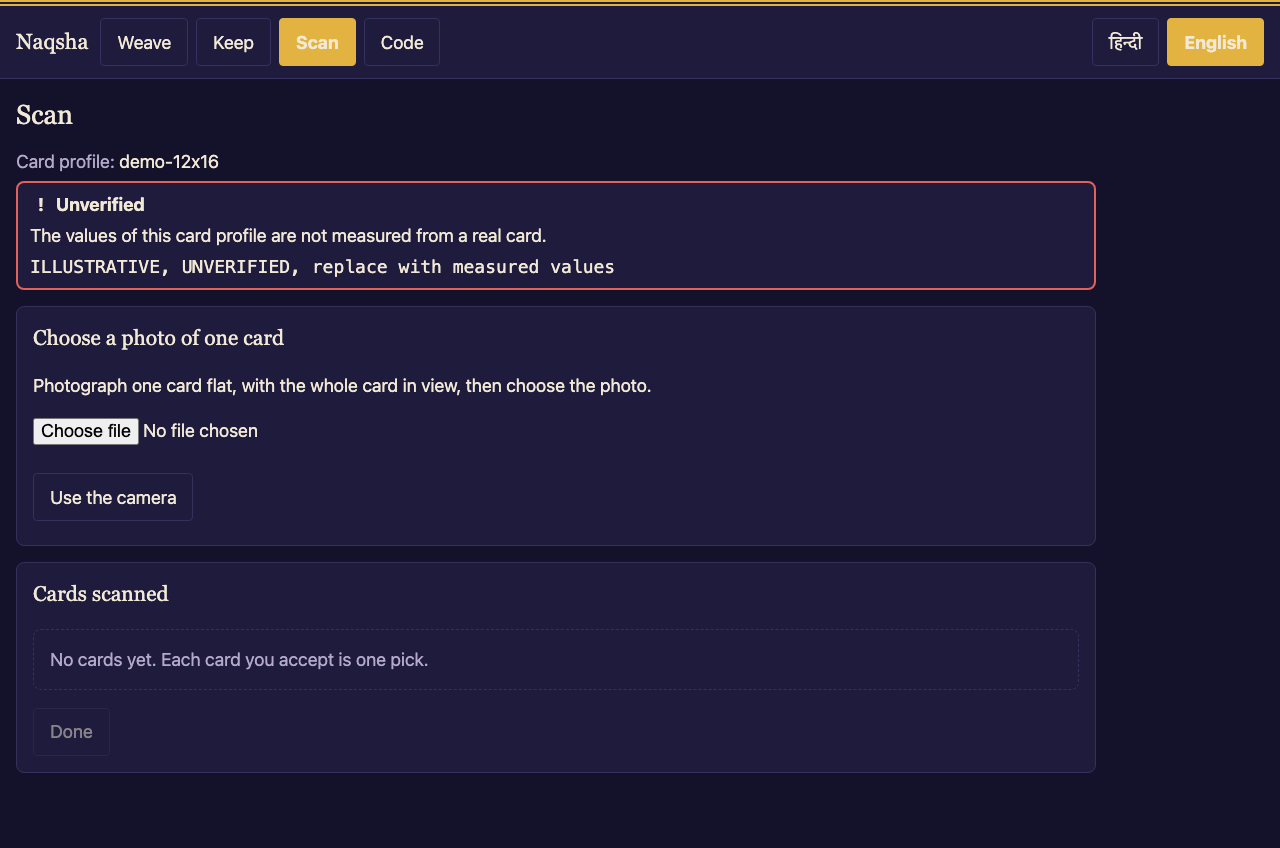 Naqsha Weave Keep Scan Code हिन्दी English
Scan
Card profile: demo-12x16
! Unverified
The values of this card profile are not measured from a real card.
ILLUSTRATIVE, UNVERIFIED, replace with measured values
Choose a photo of one card
Photograph one card flat, with the whole card in view, then choose the photo.
Choose file No file chosen
Use the camera
Cards scanned
No cards yet. Each card you accept is one pick.
Done